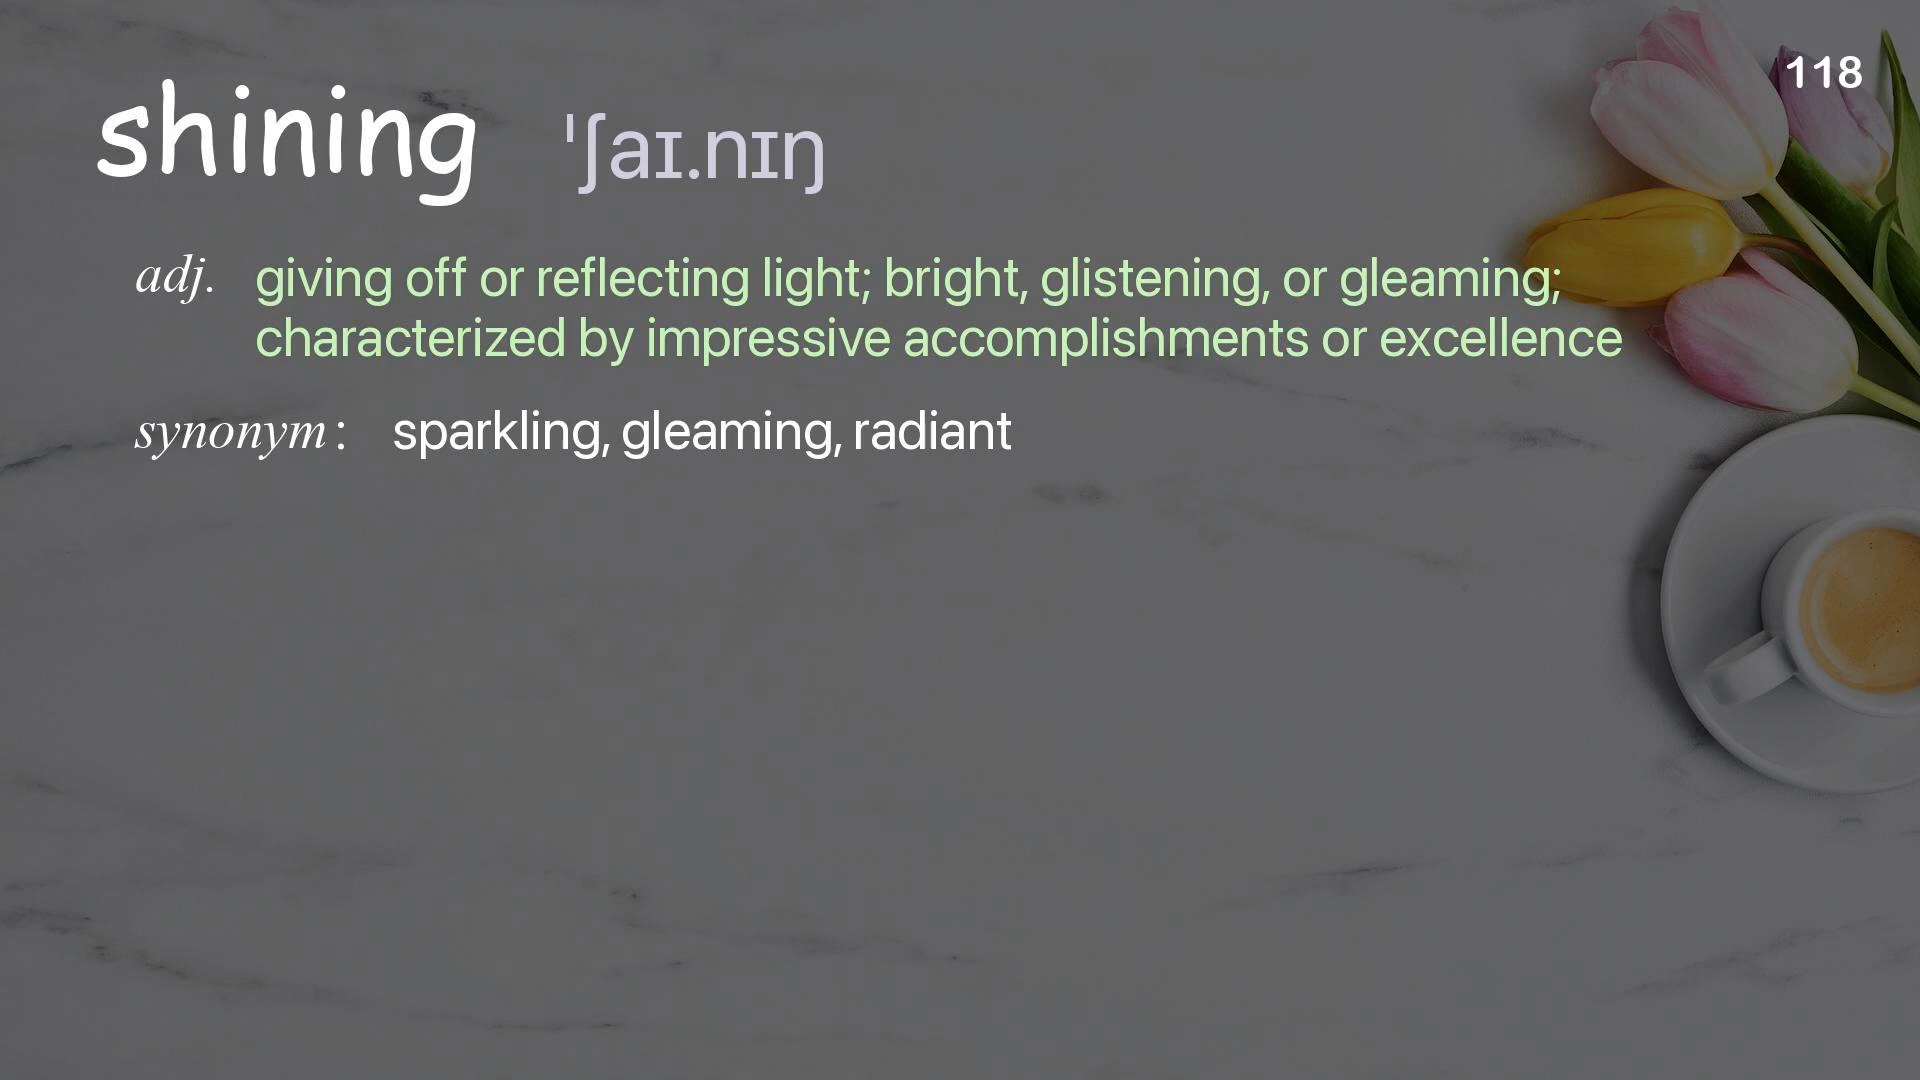 118
shining ˈʃaɪ.nɪŋ
adj. giving off or reflecting light; bright, glistening, or gleaming;
characterized by impressive accomplishments or excellence
synonym: sparkling, gleaming, radiant